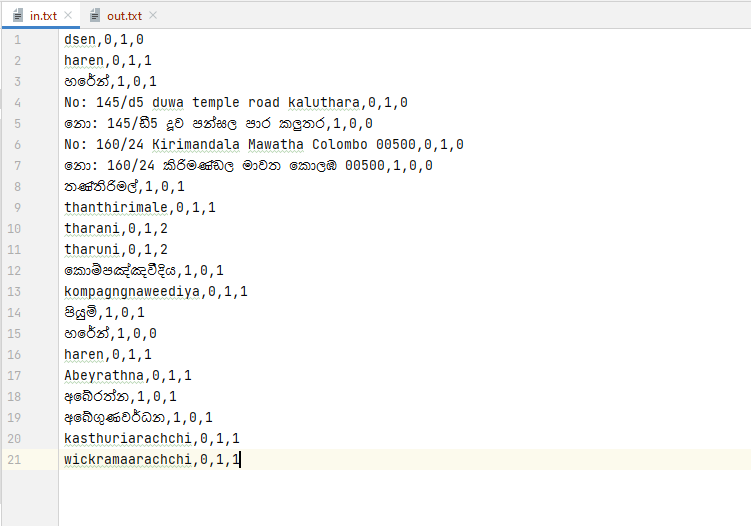 in.txt
out.txt
1 dsen,0,1,0
2 haren,0,1,1
3 හරේන්,1,0,1
4 No: 145/d5 duwa temple road kaluthara,0,1,0
5 නො: 145/ඩී5 දූව පන්සල පාර කලුතර,1,0,0
6 No: 160/24 Kirimandala Mawatha Colombo 00500,0,1,0
7 නො: 160/24 කිරිමණ්ඩල මාවත කොලඹ 00500,1,0,0
8 තණ්තිරිමල්,1,0,1
9 thanthirimale,0,1,1
10 tharani,0,1,2
11 tharuni,0,1,2
12 කොම්පඤ්ඤවීදිය,1,0,1
13 kompagngnaweediya,0,1,1
14 පියුමි,1,0,1
15 හරේන්,1,0,0
16 haren,0,1,1
17 Abeyrathna,0,1,1
18 අබේරත්න,1,0,1
19 අබේගුණවර්ධන,1,0,1
20 kasthuriarachchi,0,1,1
21 wickramaarachchi,0,1,1